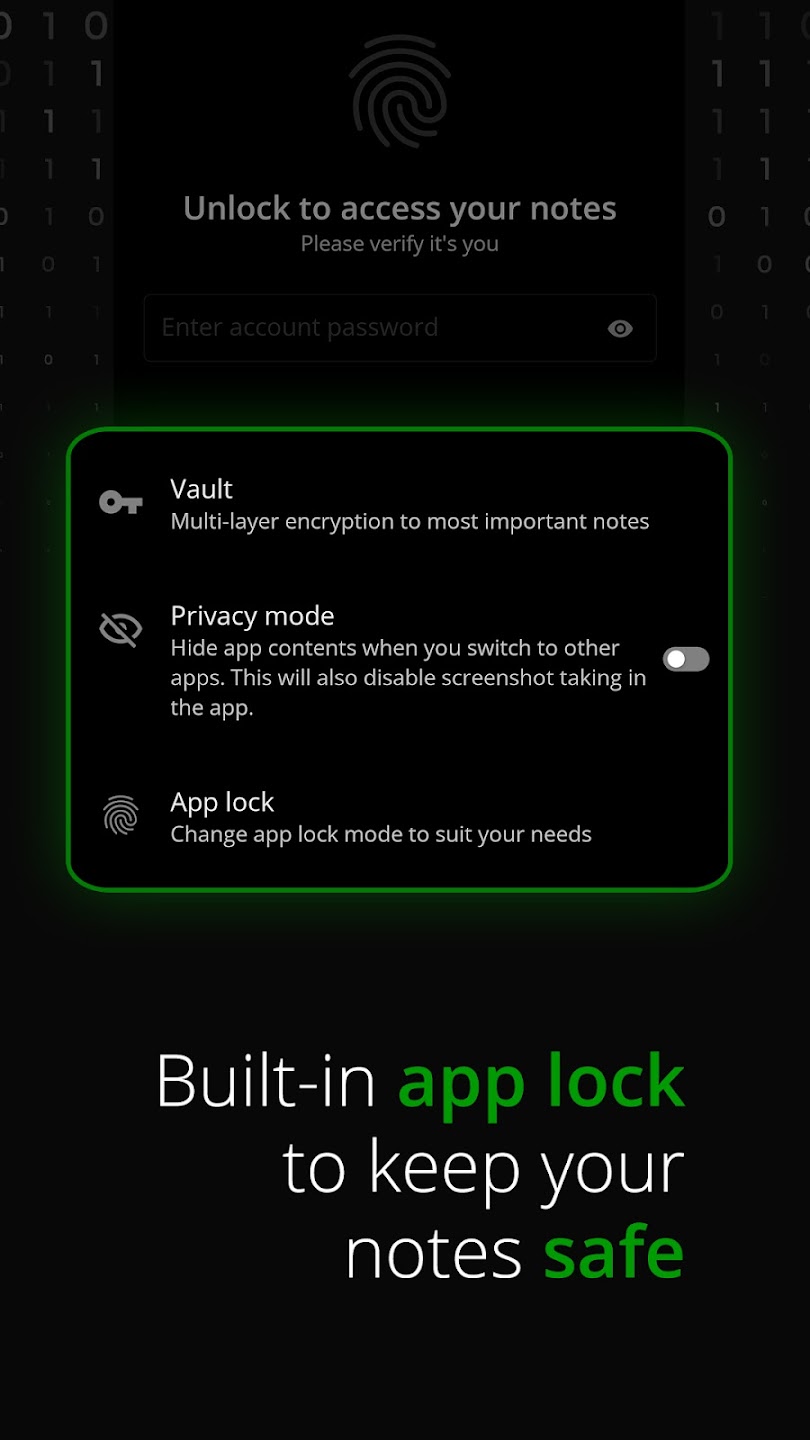 Unlock to access your notes
Please verify it's you
Enter account password
Vault
Multi-layer encryption to most important notes
Privacy mode
Hide app contents when you switch to other
apps. This will also disable screenshot taking in
the app.
App lock
Change app lock mode to suit your needs
Built-in app lock
to keep your
notes safe